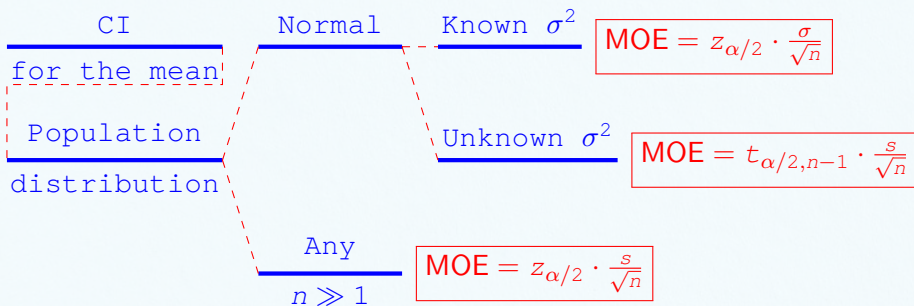 CI
for the mean
Population
distribution
Normal
Known σ²
MOE = z_{α/2} · σ/√n
Unknown σ²
MOE = t_{α/2,n−1} · s/√n
Any
n ≫ 1
MOE = z_{α/2} · s/√n